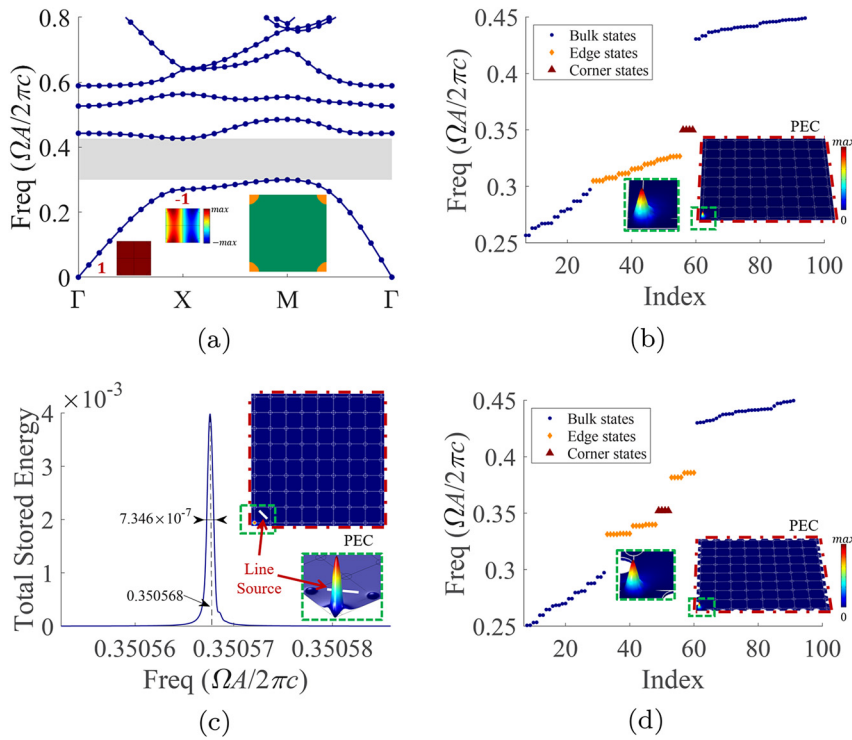 0.8
0.6
0.4
0.2
0
Freq (ΩA/2πc)
-1
max
−max
1
Γ
X
M
Γ
(a)
0.45
0.4
0.35
0.3
0.25
Freq (ΩA/2πc)
Bulk states
Edge states
Corner states
PEC
max
0
20
40
60
80
100
Index
(b)
×10⁻³
4
3
2
1
0
Total Stored Energy
7.346×10⁻⁷
0.350568
PEC
Line
Source
0.35056
0.35057
0.35058
Freq (ΩA/2πc)
(c)
0.45
0.4
0.35
0.3
0.25
Freq (ΩA/2πc)
Bulk states
Edge states
Corner states
PEC
max
0
20
40
60
80
100
Index
(d)